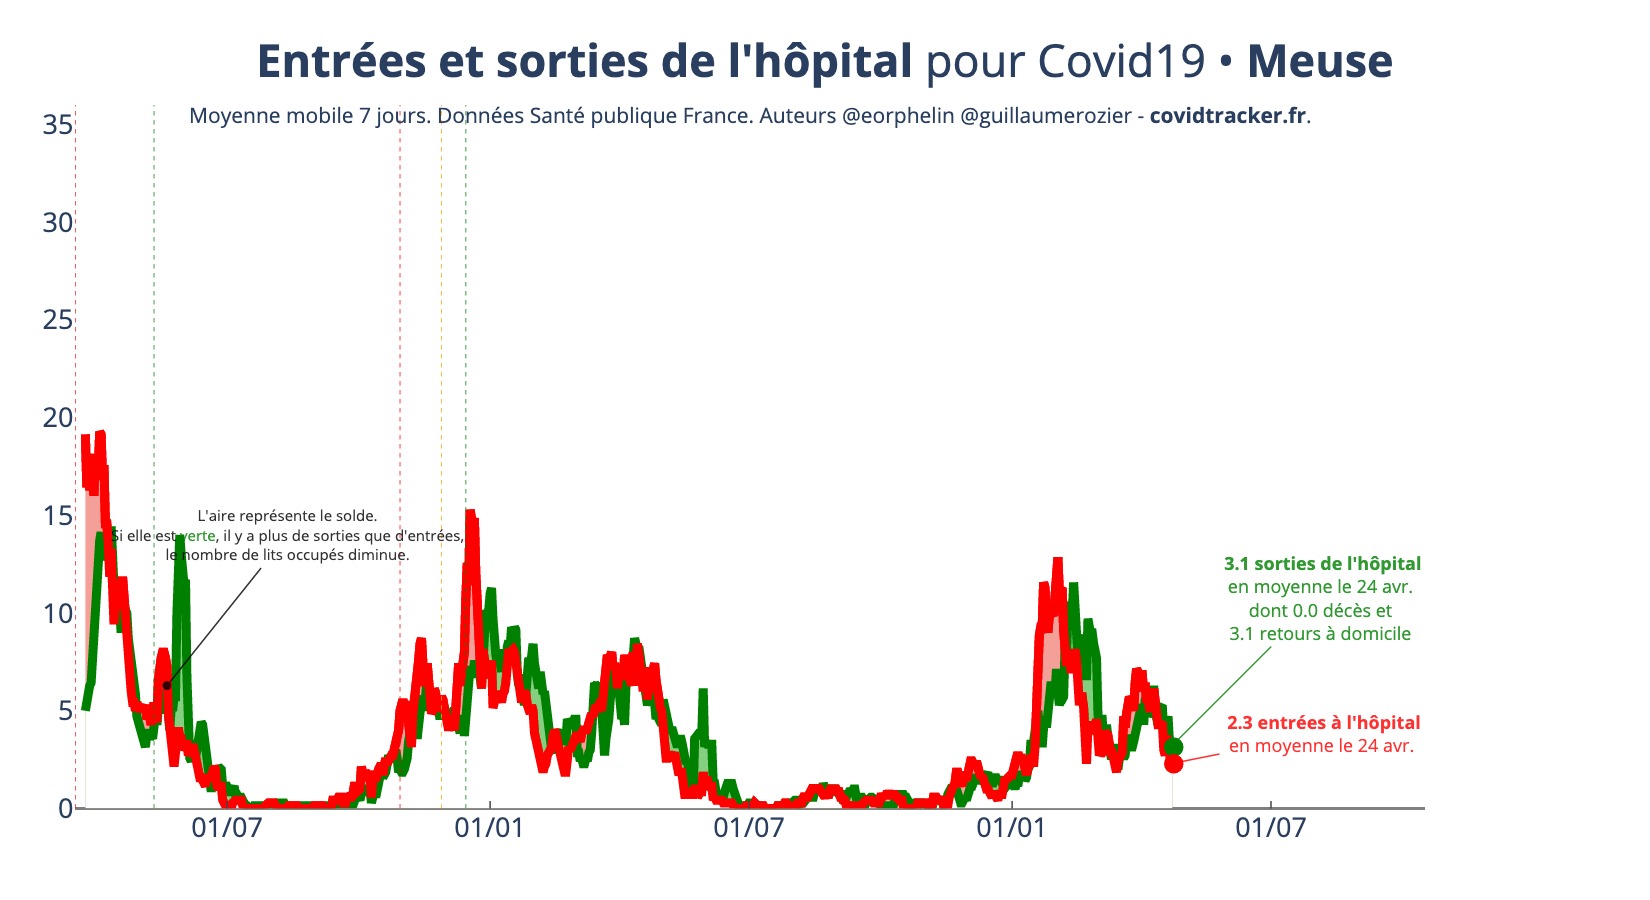 Entrées et sorties de l'hôpital pour Covid19 • Meuse
Moyenne mobile 7 jours. Données Santé publique France. Auteurs @eorphelin @guillaumerozier - covidtracker.fr.
35
30
25
20
15
10
5
0
L'aire représente le solde.
Si elle est verte, il y a plus de sorties que d'entrées,
le nombre de lits occupés diminue.
3.1 sorties de l'hôpital
en moyenne le 24 avr.
dont 0.0 décès et
3.1 retours à domicile
2.3 entrées à l'hôpital
en moyenne le 24 avr.
01/07
01/01
01/07
01/01
01/07